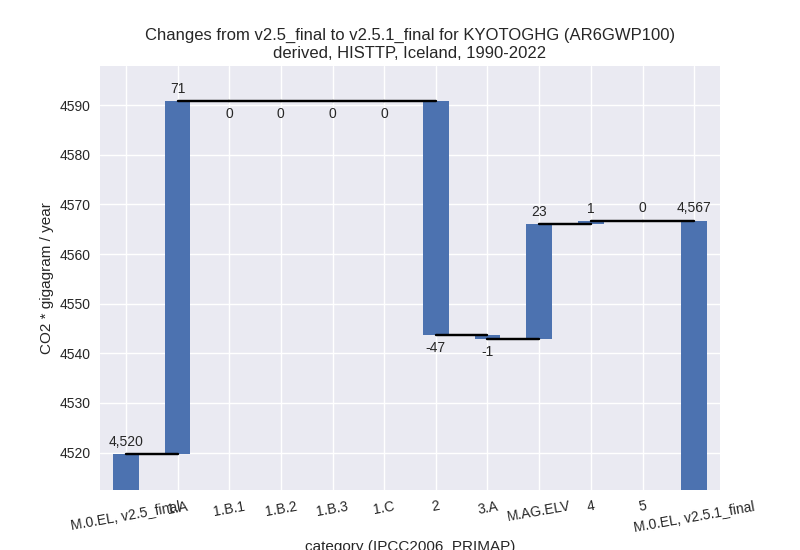 Changes from v2.5_final to v2.5.1_final for KYOTOGHG (AR6GWP100)
derived, HISTTP, Iceland, 1990-2022
CO2 * gigagram / year
4590
4580
4570
4560
4550
4540
4530
4520
4,520
71
0
0
0
0
-47
-1
23
1
0
4,567
M.0.EL, v2.5_final
1.A
1.B.1
1.B.2
1.B.3
1.C
2
3.A
M.AG.ELV
4
5
M.0.EL, v2.5.1_final
category (IPCC2006_PRIMAP)